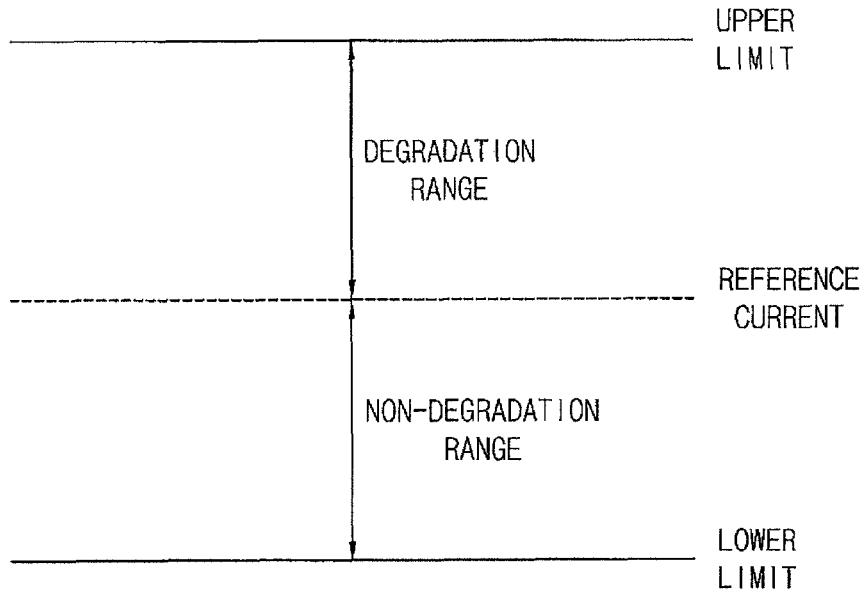 UPPER
LIMIT
DEGRADATION
RANGE
REFERENCE
CURRENT
NON-DEGRADATION
RANGE
LOWER
LIMIT